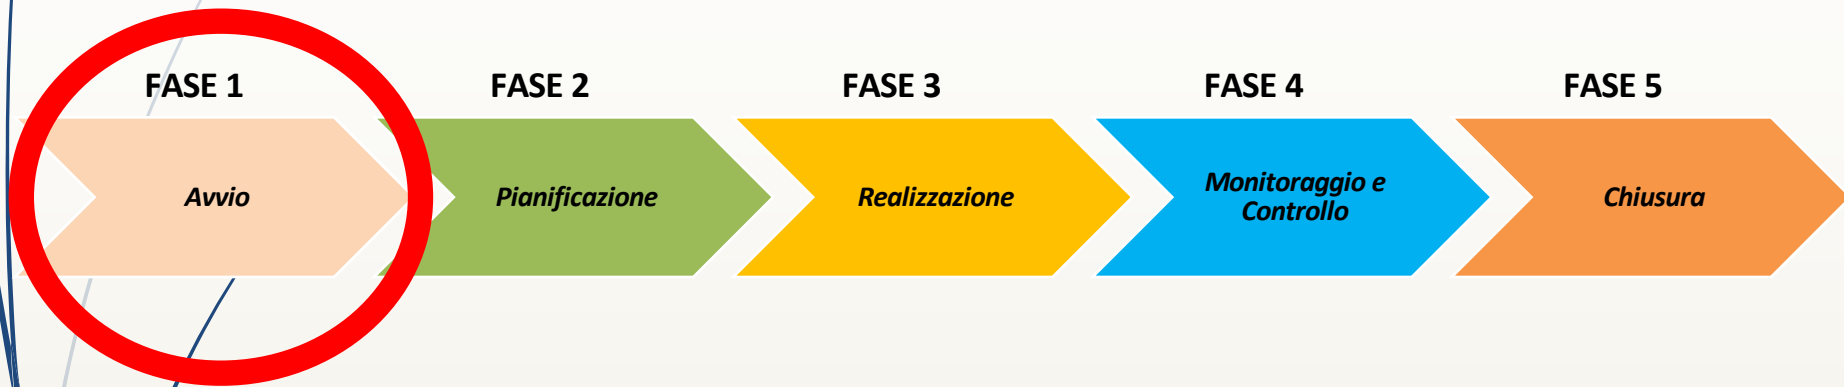 FASE 1
FASE 2
FASE 3
FASE 4
FASE 5
Avvio
Pianificazione
Realizzazione
Monitoraggio e
Controllo
Chiusura